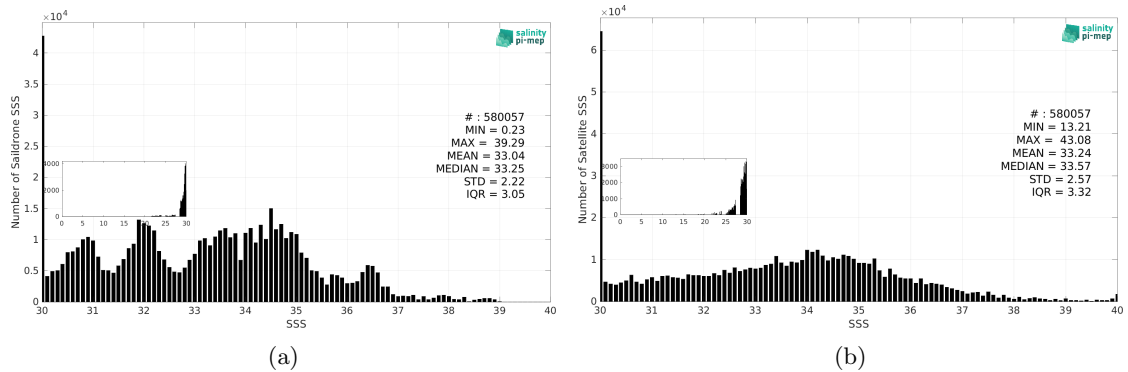 ×10⁴
salinity
pi-mep
# : 580057
MIN = 0.23
MAX = 39.29
MEAN = 33.04
MEDIAN = 33.25
STD = 2.22
IQR = 3.05
Number of Saildrone SSS
4
3.5
3
2.5
2
1.5
1
0.5
0
4000
2000
0
0 5 10 15 20 25 30
30 31 32 33 34 35 36 37 38 39 40
SSS
(a)
×10⁴
salinity
pi-mep
# : 580057
MIN = 13.21
MAX = 43.08
MEAN = 33.24
MEDIAN = 33.57
STD = 2.57
IQR = 3.32
Number of Satellite SSS
6
5
4
3
2
1
0
3000
2000
1000
0
0 5 10 15 20 25 30
30 31 32 33 34 35 36 37 38 39 40
SSS
(b)